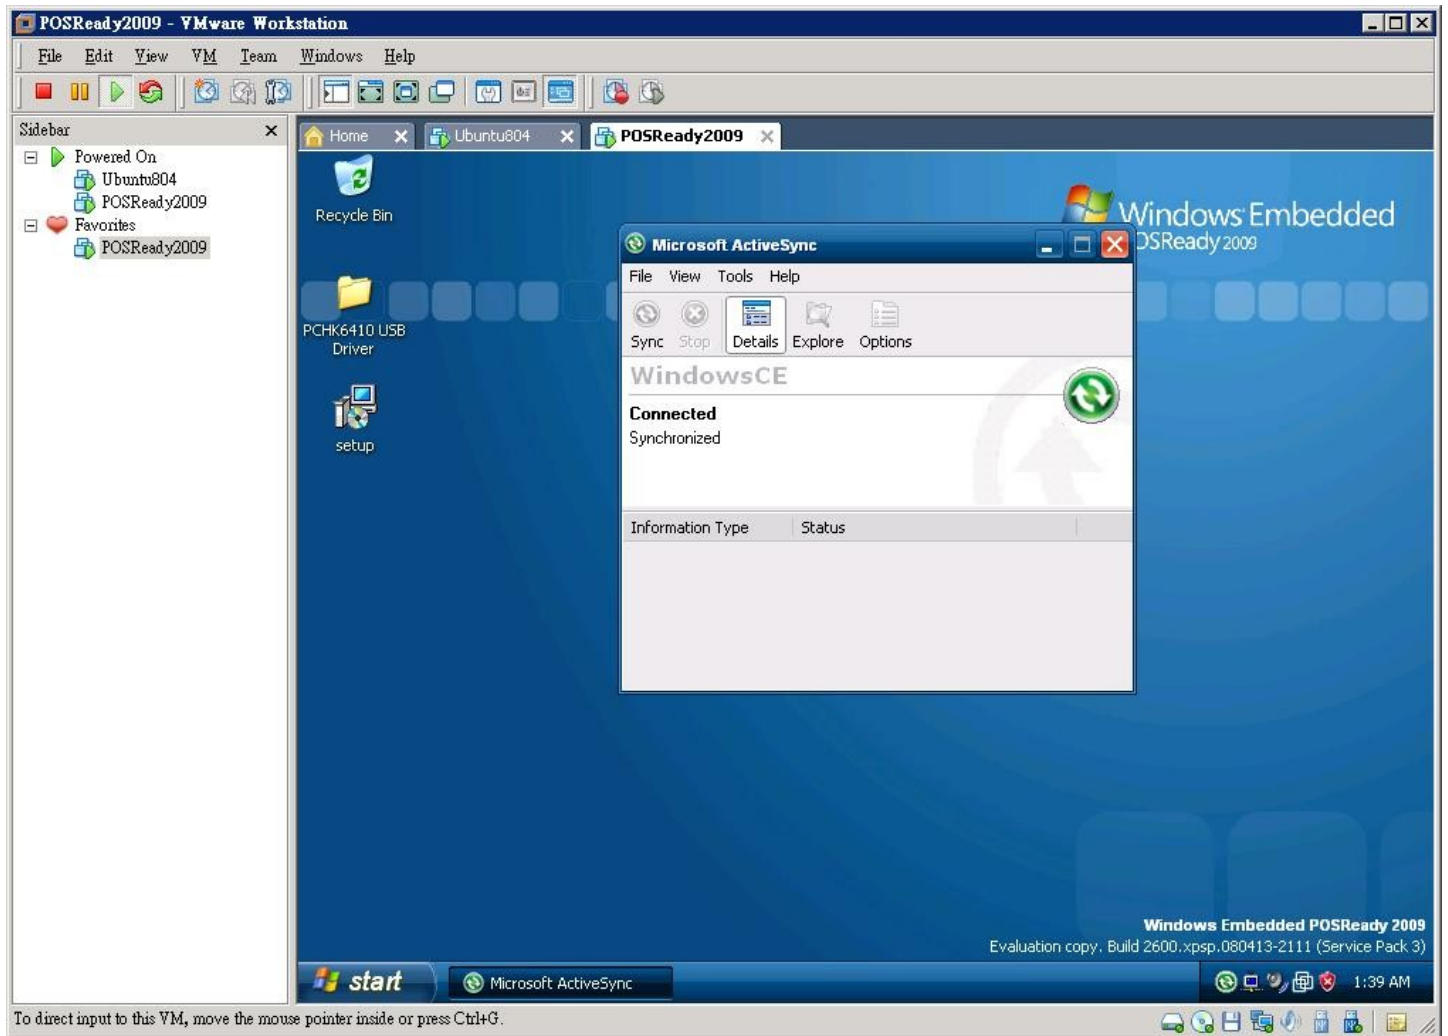 POSReady2009 - VMware Workstation
File Edit View VM Team Windows Help
Sidebar
Powered On
Ubuntu804
POSReady2009
Favorites
POSReady2009
Home Ubuntu804 POSReady2009
Recycle Bin
PCHK6410 USB
Driver
setup
Windows Embedded
POSReady 2009
Microsoft ActiveSync
File View Tools Help
Sync Stop Details Explore Options
WindowsCE
Connected
Synchronized
Information Type Status
Windows Embedded POSReady 2009
Evaluation copy. Build 2600.xpsp.080413-2111 (Service Pack 3)
start Microsoft ActiveSync 1:39 AM
To direct input to this VM, move the mouse pointer inside or press Ctrl+G.